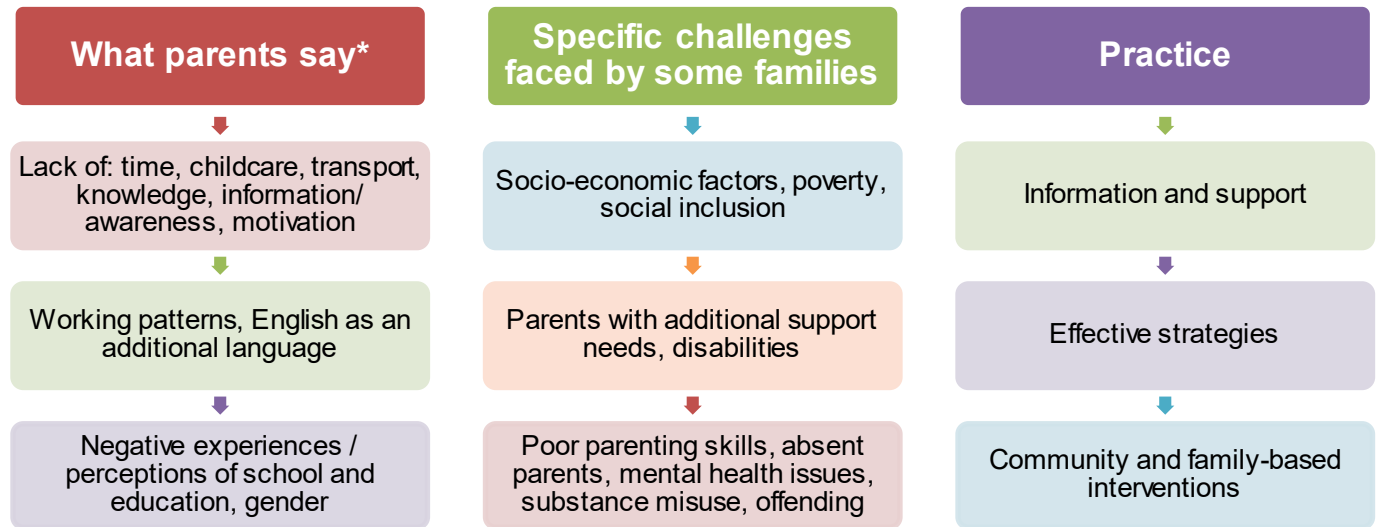 What parents say*
Lack of: time, childcare, transport,
knowledge, information/
awareness, motivation
Working patterns, English as an
additional language
Negative experiences /
perceptions of school and
education, gender
Specific challenges
faced by some families
Socio-economic factors, poverty,
social inclusion
Parents with additional support
needs, disabilities
Poor parenting skills, absent
parents, mental health issues,
substance misuse, offending
Practice
Information and support
Effective strategies
Community and family-based
interventions